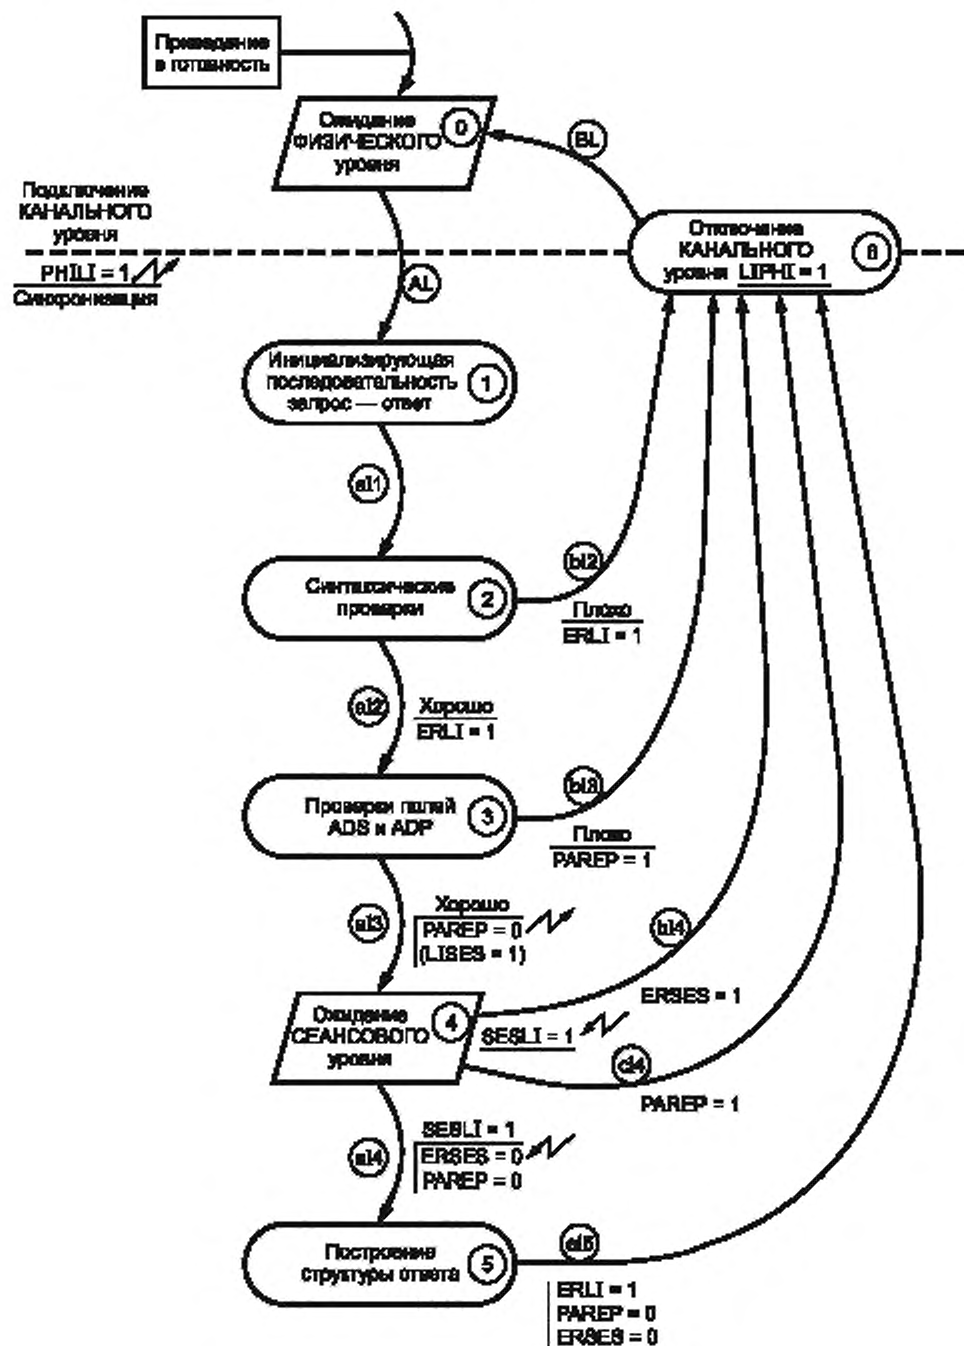 Приведение
в готовность
Ожидание
ФИЗИЧЕСКОГО
уровня
0
BL
Подключение
КАНАЛЬНОГО
уровня
PHILI = 1
Синхронизация
Отключение
КАНАЛЬНОГО
уровня LIPHI = 1
6
AL
Инициализирующая
последовательность
запрос — ответ
1
al1
Синтаксические
проверки
2
bl2
Плохо
ERLI = 1
al2
Хорошо
ERLI = 1
Проверки полей
ADS и ADP
3
bl3
Плохо
PAREP = 1
al3
Хорошо
PAREP = 0
(LISES = 1)
bl4
Ожидание
СЕАНСОВОГО
уровня
4
ERSES = 1
SESLI = 1
cl4
PAREP = 1
al4
SESLI = 1
ERSES = 0
PAREP = 0
Построение
структуры ответа
5
al5
ERLI = 1
PAREP = 0
ERSES = 0